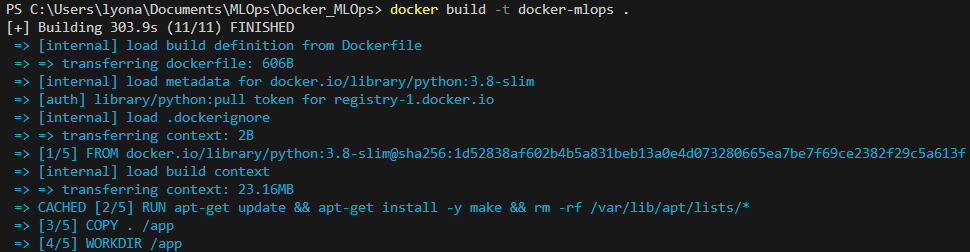 PS C:\Users\lyona\Documents\MLOps\Docker_MLOps> docker build -t docker-mlops .
[+] Building 303.9s (11/11) FINISHED
=> [internal] load build definition from Dockerfile
=> => transferring dockerfile: 606B
=> [internal] load metadata for docker.io/library/python:3.8-slim
=> [auth] library/python:pull token for registry-1.docker.io
=> [internal] load .dockerignore
=> => transferring context: 2B
=> [1/5] FROM docker.io/library/python:3.8-slim@sha256:1d52838af602b4b5a831beb13a0e4d073280665ea7be7f69ce2382f29c5a613f
=> [internal] load build context
=> => transferring context: 23.16MB
=> CACHED [2/5] RUN apt-get update && apt-get install -y make && rm -rf /var/lib/apt/lists/*
=> [3/5] COPY . /app
=> [4/5] WORKDIR /app